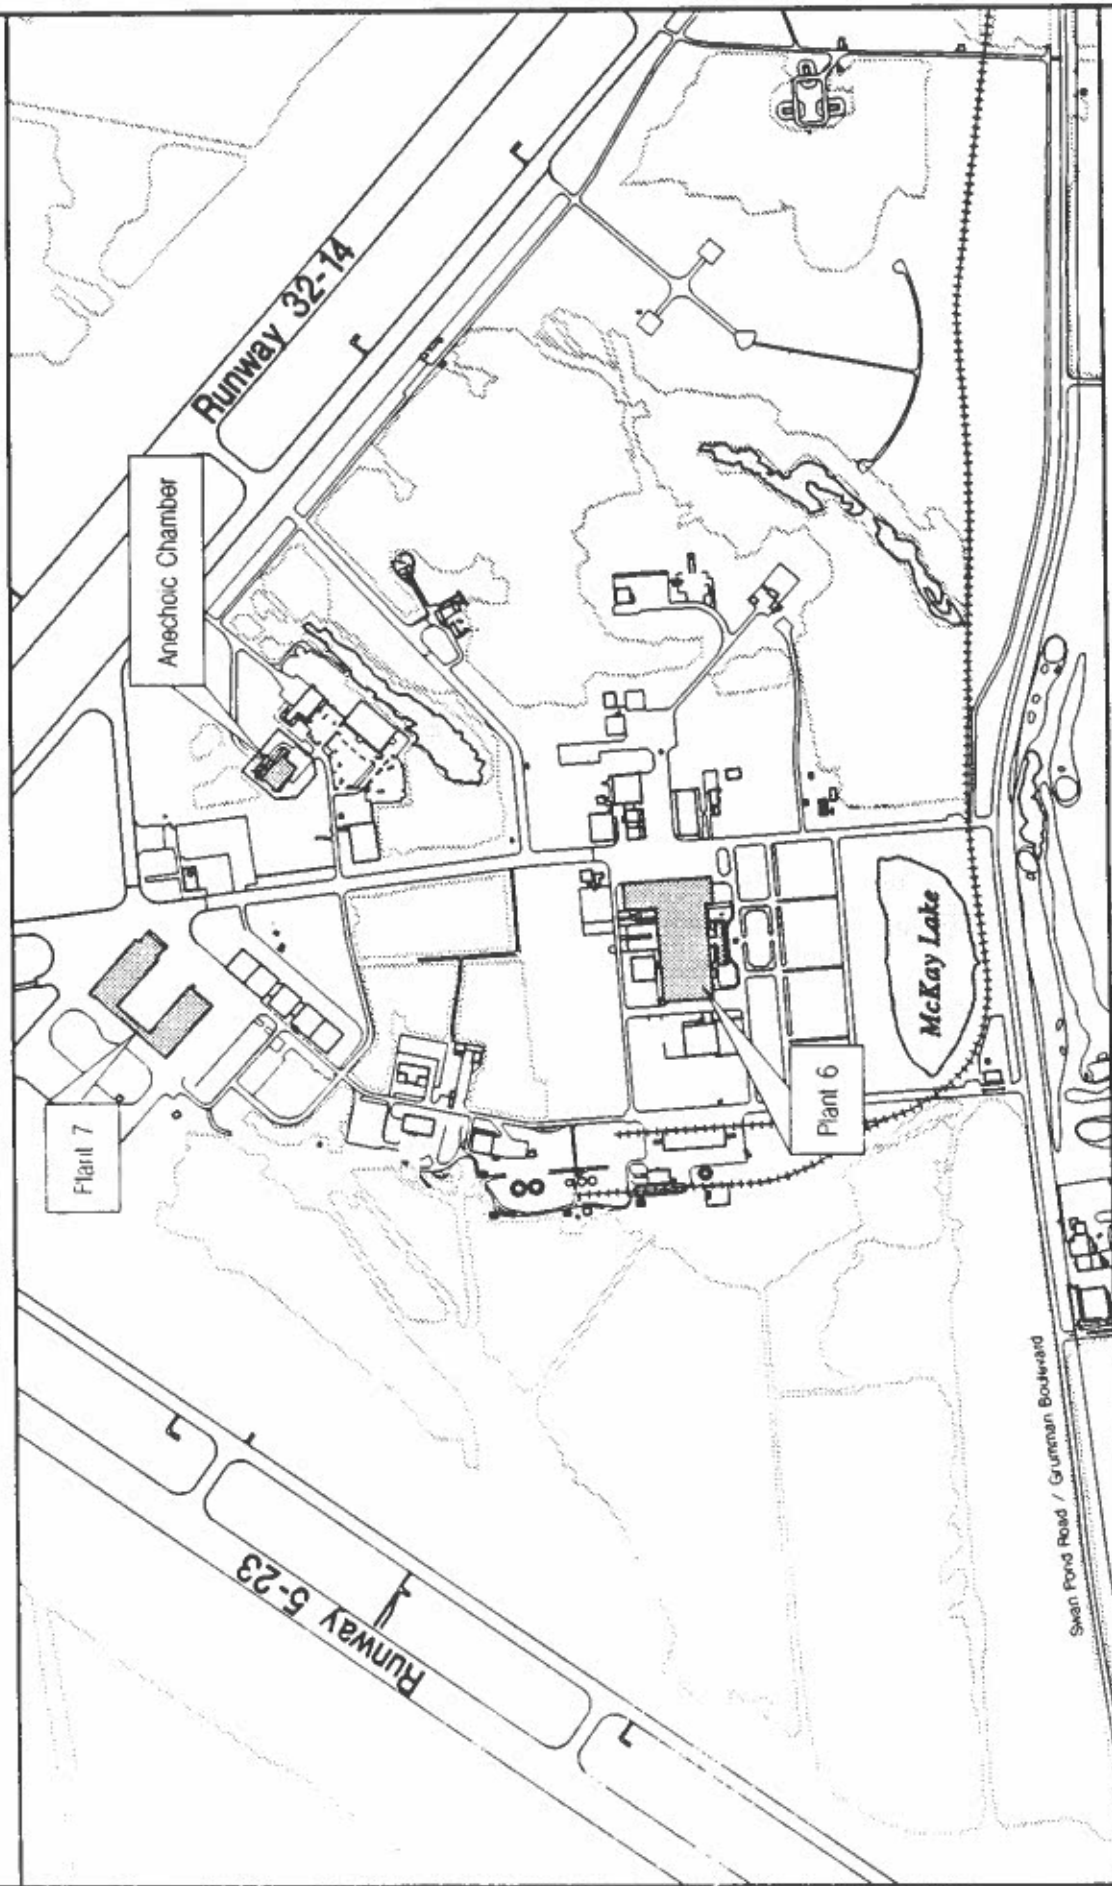 Runway 32-14
Anechoic Chamber
Plant 7
Plant 6
McKay Lake
Runway 5-23
Swan Pond Road / Grumman Boulevard